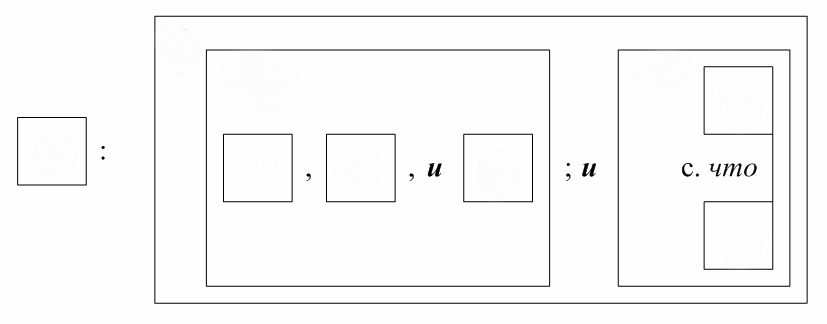 : , , и ; и с. что